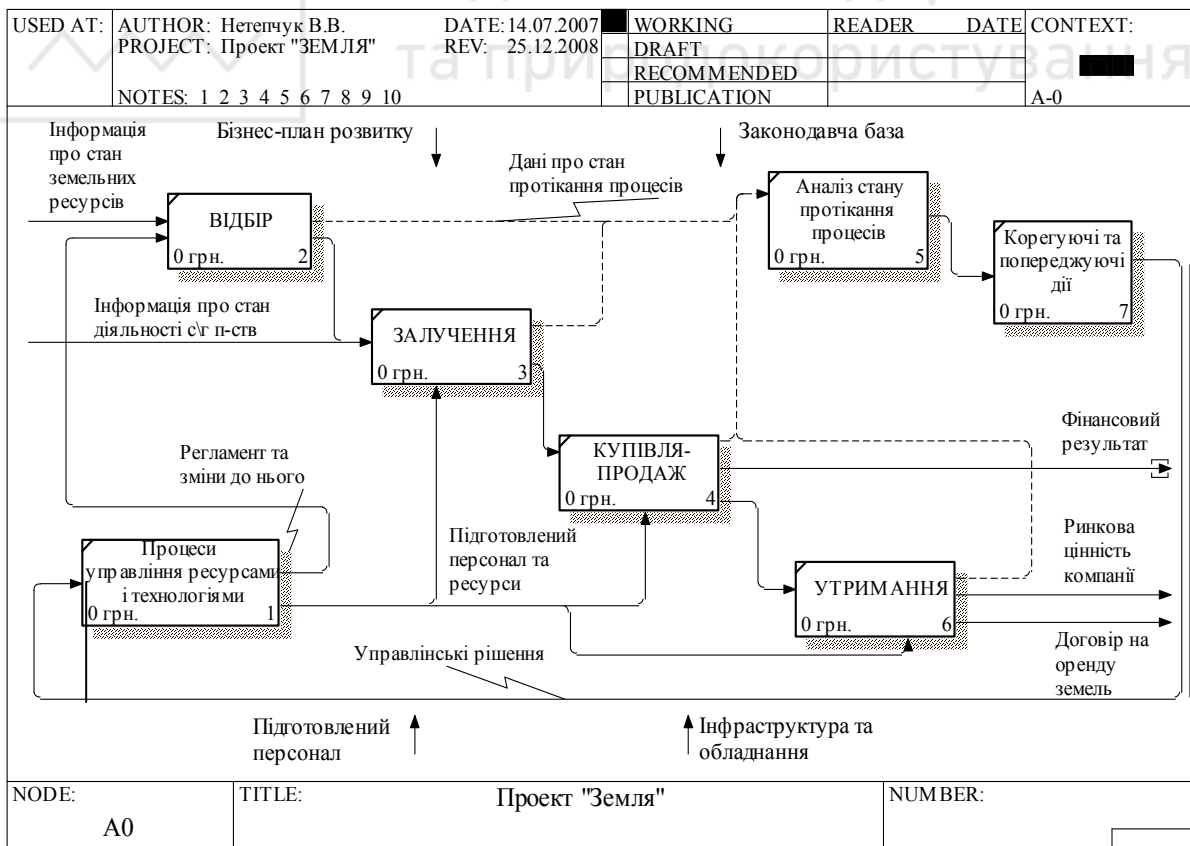 та природокористування
USED AT:
AUTHOR: Нетепчук В.В.
DATE: 14.07.2007
PROJECT: Проект "ЗЕМЛЯ"
REV: 25.12.2008
NOTES: 1 2 3 4 5 6 7 8 9 10
WORKING
DRAFT
RECOMMENDED
PUBLICATION
READER DATE
CONTEXT:
A-0
Інформація
про стан
земельних
ресурсів
Бізнес-план розвитку
Законодавча база
Дані про стан
протікання процесів
ВІДБІР
0 грн. 2
Аналіз стану
протікання
процесів
0 грн. 5
Корегуючі та
попереджуючі
дії
0 грн. 7
Інформація про стан
діяльності с\г п-ств
ЗАЛУЧЕННЯ
0 грн. 3
КУПІВЛЯ-
ПРОДАЖ
0 грн. 4
Фінансовий
результат
Регламент та
зміни до нього
Процеси
управління ресурсами
і технологіями
0 грн. 1
Підготовлений
персонал та
ресурси
УТРИМАННЯ
0 грн. 6
Ринкова
цінність
компанії
Договір на
оренду
земель
Управлінські рішення
Підготовлений
персонал
Інфраструктура та
обладнання
NODE:
A0
TITLE:
Проект "Земля"
NUMBER: